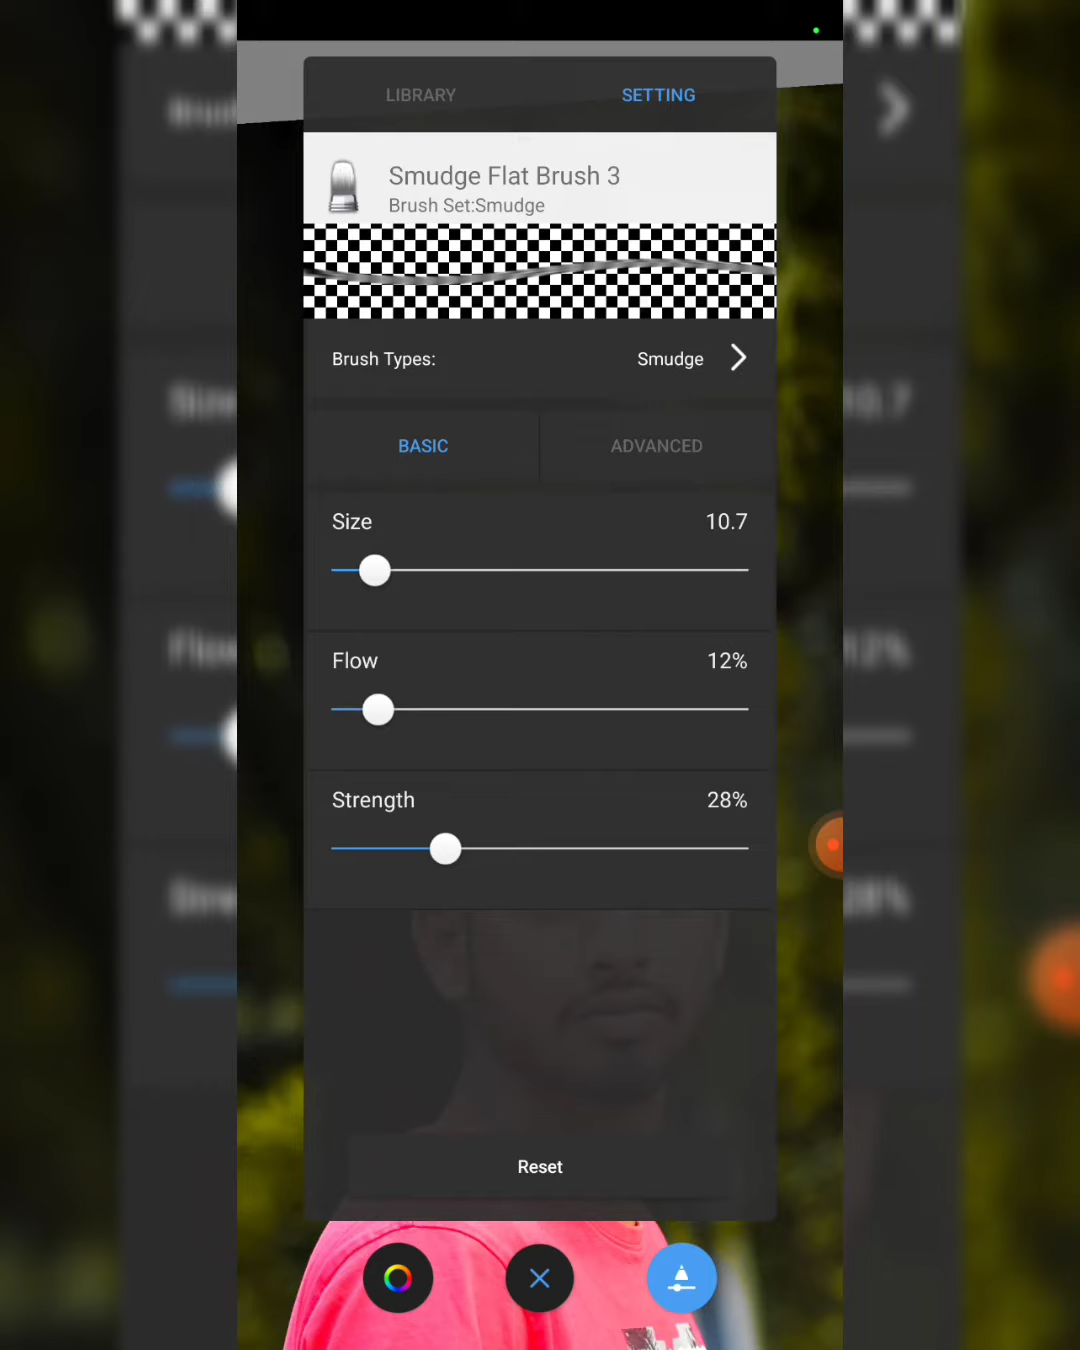 LIBRARY SETTING
Smudge Flat Brush 3
Brush Set:Smudge
Brush Types: Smudge
BASIC ADVANCED
Size 10.7
Flow 12%
Strength 28%
Reset